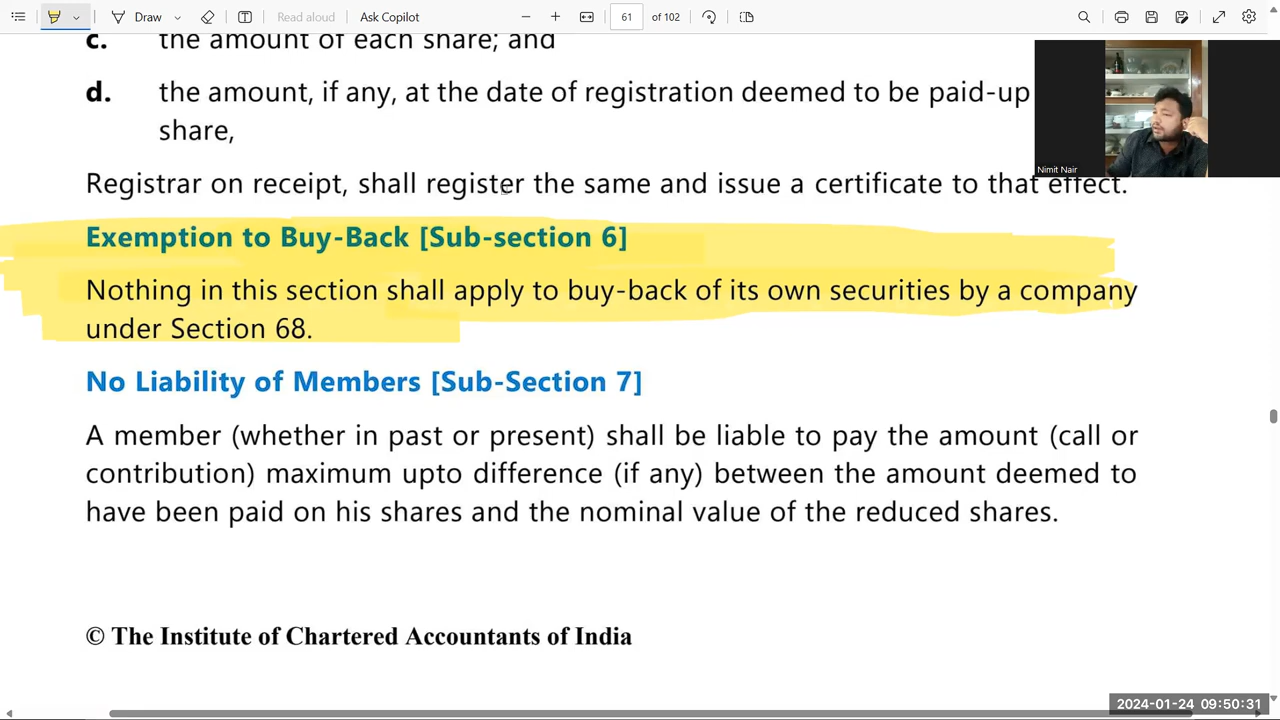 Draw
Read aloud
Ask Copilot
61
of 102
c. the amount of each share; and
d. the amount, if any, at the date of registration deemed to be paid-up
share,
Nimit Nair
Registrar on receipt, shall register the same and issue a certificate to that effect.
Exemption to Buy-Back [Sub-section 6]
Nothing in this section shall apply to buy-back of its own securities by a company
under Section 68.
No Liability of Members [Sub-Section 7]
A member (whether in past or present) shall be liable to pay the amount (call or
contribution) maximum upto difference (if any) between the amount deemed to
have been paid on his shares and the nominal value of the reduced shares.
© The Institute of Chartered Accountants of India
2024-01-24 09:50:31